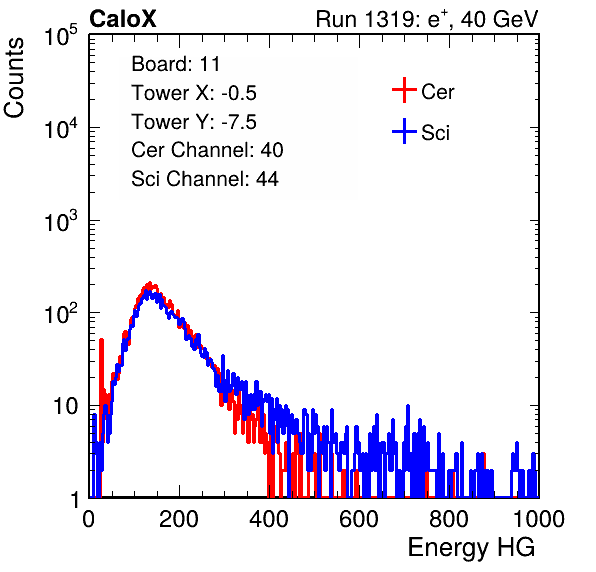 CaloX Run 1319: e⁺, 40 GeV
Counts
10⁵
10⁴
10³
10²
10
1
Board: 11
Tower X: -0.5
Tower Y: -7.5
Cer Channel: 40
Sci Channel: 44
Cer
Sci
0 200 400 600 800 1000
Energy HG